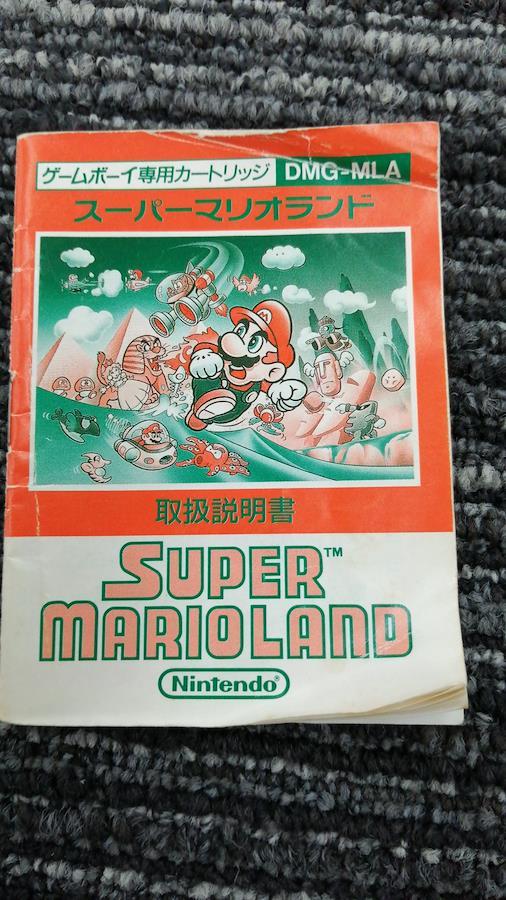 ゲームボーイ専用カートリッジ DMG-MLA
スーパーマリオランド
取扱説明書
SUPER™
MARIOLAND
Nintendo®